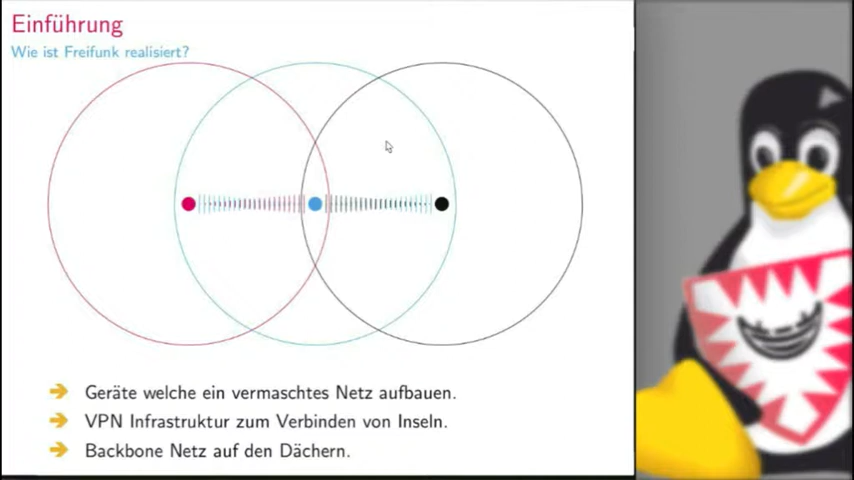 Einführung
Wie ist Freifunk realisiert?
Geräte welche ein vermaschtes Netz aufbauen.
VPN Infrastruktur zum Verbinden von Inseln.
Backbone Netz auf den Dächern.